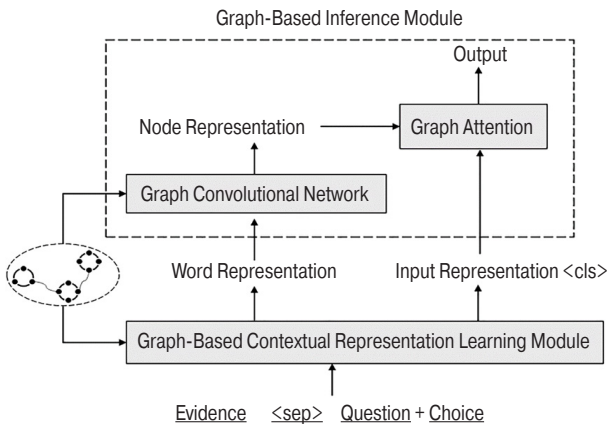 Graph-Based Inference Module
Output
Node Representation
Graph Attention
Graph Convolutional Network
Word Representation
Input Representation <cls>
Graph-Based Contextual Representation Learning Module
Evidence <sep> Question + Choice